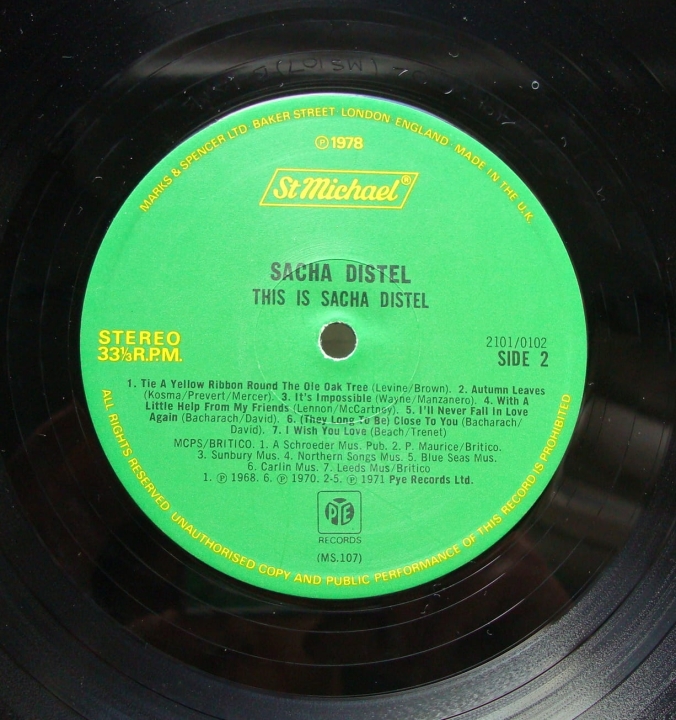 (MS107)
MARKS & SPENCER LTD. BAKER STREET LONDON, ENGLAND. MADE IN THE U.K.
℗ 1978
St Michael®
SACHA DISTEL
THIS IS SACHA DISTEL
STEREO
33⅓ R.P.M.
2101/0102
SIDE 2
1. Tie A Yellow Ribbon Round The Ole Oak Tree (Levine/Brown). 2. Autumn Leaves
(Kosma/Prevert/Mercer). 3. It's Impossible (Wayne/Manzanero). 4. With A
Little Help From My Friends (Lennon/McCartney). 5. I'll Never Fall In Love
Again (Bacharach/David). 6. (They Long To Be) Close To You (Bacharach/
David). 7. I Wish You Love (Beach/Trenet)
MCPS/BRITICO. 1. A Schroeder Mus. Pub. 2. P. Maurice/Britico.
3. Sunbury Mus. 4. Northern Songs Mus. 5. Blue Seas Mus.
6. Carlin Mus. 7. Leeds Mus/Britico
1. ℗ 1968. 6. ℗ 1970. 2-5. ℗ 1971 Pye Records Ltd.
PYE
RECORDS
(MS.107)
ALL RIGHTS RESERVED. UNAUTHORISED COPY AND PUBLIC PERFORMANCE OF THIS RECORD IS PROHIBITED